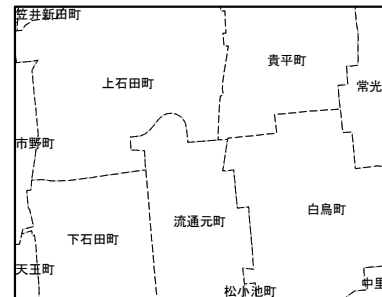 笠井新田町
貴平町
上石田町
常光
市野町
白鳥町
流通元町
下石田町
天王町
中里
松小池町